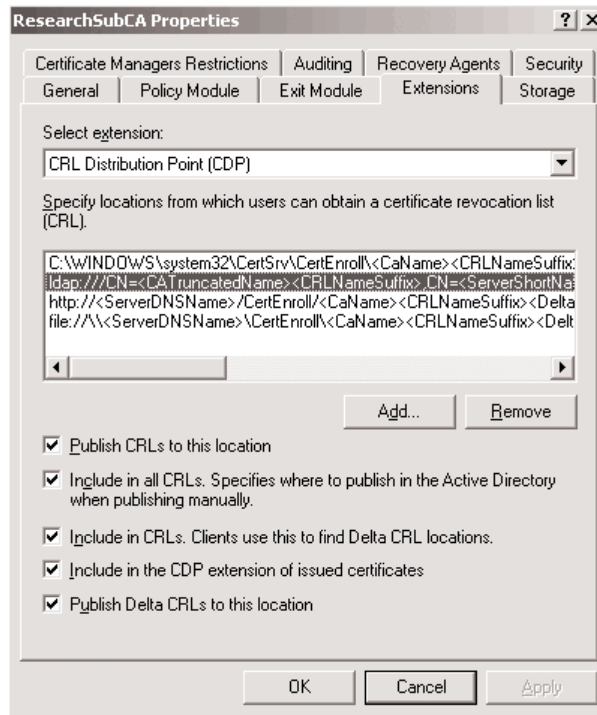 ResearchSubCA Properties
Certificate Managers Restrictions Auditing Recovery Agents Security
General Policy Module Exit Module Extensions Storage
Select extension:
CRL Distribution Point (CDP)
Specify locations from which users can obtain a certificate revocation list
(CRL).
C:\WINDOWS\system32\CertSrv\CertEnroll\<CaName><CRLNameSuffix
ldap:///CN=<CATruncatedName><CRLNameSuffix>,CN=<ServerShortNa
http://<ServerDNSName>/CertEnroll/<CaName><CRLNameSuffix><Delta
file://\\<ServerDNSName>\CertEnroll\<CaName><CRLNameSuffix><Delt
Add... Remove
Publish CRLs to this location
Include in all CRLs. Specifies where to publish in the Active Directory
when publishing manually.
Include in CRLs. Clients use this to find Delta CRL locations.
Include in the CDP extension of issued certificates
Publish Delta CRLs to this location
OK Cancel Apply